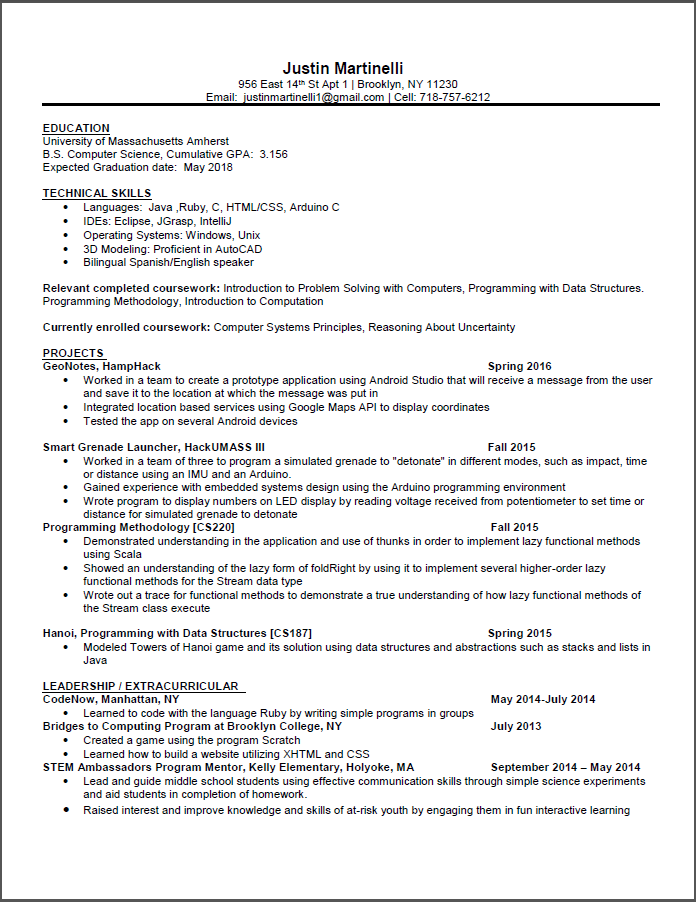 Justin Martinelli
956 East 14th St Apt 1 | Brooklyn, NY 11230
Email:  justinmartinelli1@gmail.com | Cell: 718-757-6212
EDUCATION
University of Massachusetts Amherst
B.S. Computer Science, Cumulative GPA:  3.156
Expected Graduation date:  May 2018
TECHNICAL SKILLS
• Languages:  Java ,Ruby, C, HTML/CSS, Arduino C
• IDEs: Eclipse, JGrasp, IntelliJ
• Operating Systems: Windows, Unix
• 3D Modeling: Proficient in AutoCAD
• Bilingual Spanish/English speaker
Relevant completed coursework: Introduction to Problem Solving with Computers, Programming with Data Structures.
Programming Methodology, Introduction to Computation
Currently enrolled coursework: Computer Systems Principles, Reasoning About Uncertainty
PROJECTS
GeoNotes, HampHack Spring 2016
• Worked in a team to create a prototype application using Android Studio that will receive a message from the user
and save it to the location at which the message was put in
• Integrated location based services using Google Maps API to display coordinates
• Tested the app on several Android devices
Smart Grenade Launcher, HackUMASS III Fall 2015
• Worked in a team of three to program a simulated grenade to "detonate" in different modes, such as impact, time
or distance using an IMU and an Arduino.
• Gained experience with embedded systems design using the Arduino programming environment
• Wrote program to display numbers on LED display by reading voltage received from potentiometer to set time or
distance for simulated grenade to detonate
Programming Methodology [CS220] Fall 2015
• Demonstrated understanding in the application and use of thunks in order to implement lazy functional methods
using Scala
• Showed an understanding of the lazy form of foldRight by using it to implement several higher-order lazy
functional methods for the Stream data type
• Wrote out a trace for functional methods to demonstrate a true understanding of how lazy functional methods of
the Stream class execute
Hanoi, Programming with Data Structures [CS187] Spring 2015
• Modeled Towers of Hanoi game and its solution using data structures and abstractions such as stacks and lists in
Java
LEADERSHIP / EXTRACURRICULAR
CodeNow, Manhattan, NY May 2014-July 2014
• Learned to code with the language Ruby by writing simple programs in groups
Bridges to Computing Program at Brooklyn College, NY July 2013
• Created a game using the program Scratch
• Learned how to build a website utilizing XHTML and CSS
STEM Ambassadors Program Mentor, Kelly Elementary, Holyoke, MA September 2014 – May 2014
• Lead and guide middle school students using effective communication skills through simple science experiments
and aid students in completion of homework.
• Raised interest and improve knowledge and skills of at-risk youth by engaging them in fun interactive learning